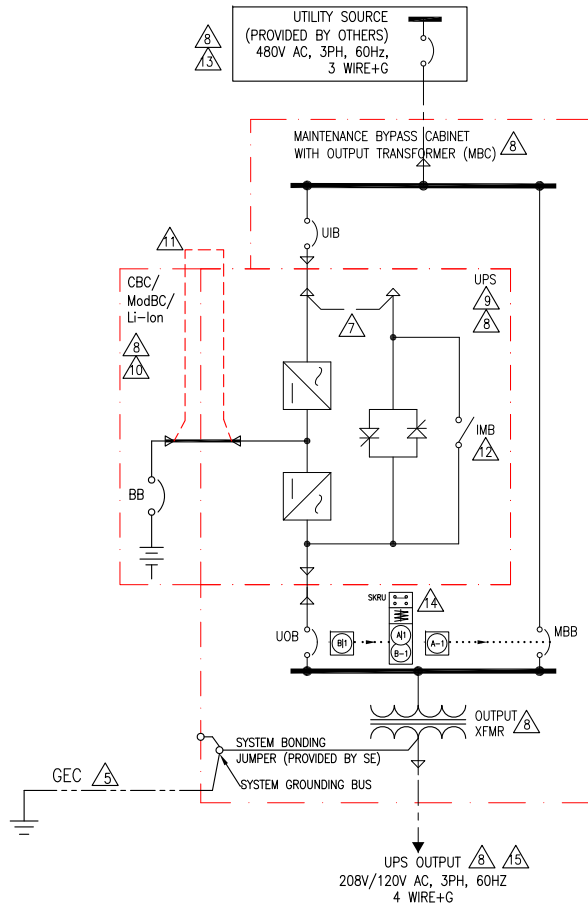 UTILITY SOURCE
(PROVIDED BY OTHERS)
480V AC, 3PH, 60Hz,
3 WIRE+G
8
13
MAINTENANCE BYPASS CABINET
WITH OUTPUT TRANSFORMER (MBC)
8
UIB
11
CBC/
ModBC/
Li-Ion
8
10
UPS
9
8
7
IMB
12
BB
SKRU
14
UOB
B|1
A|1
B-1
A-1
MBB
OUTPUT
XFMR
8
SYSTEM BONDING
JUMPER (PROVIDED BY SE)
SYSTEM GROUNDING BUS
GEC
5
UPS OUTPUT
8
15
208V/120V AC, 3PH, 60HZ
4 WIRE+G